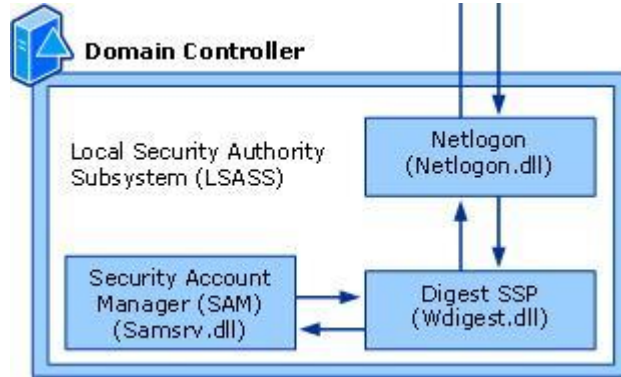 Domain Controller
Netlogon
(Netlogon.dll)
Local Security Authority
Subsystem (LSASS)
Security Account
Manager (SAM)
(Samsrv.dll)
Digest SSP
(Wdigest.dll)